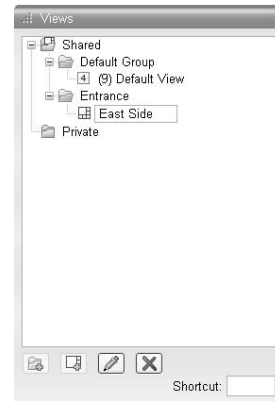 Views
Shared
Default Group
4 (9) Default View
Entrance
East Side
Private
Shortcut: